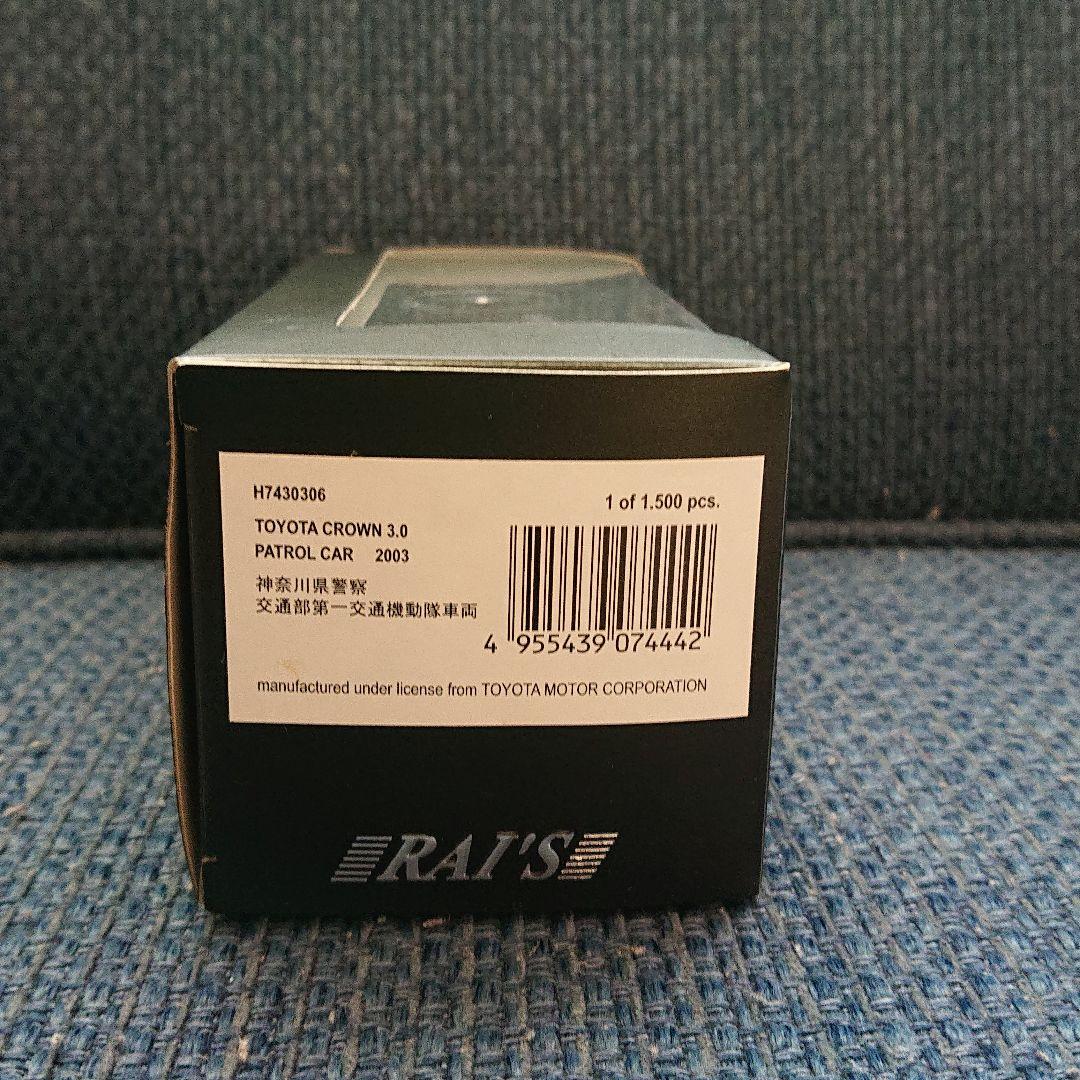 H7430306
1 of 1.500 pcs.
TOYOTA CROWN 3.0
PATROL CAR 2003
神奈川県警察
交通部第一交通機動隊車両
4 955439 074442
manufactured under license from TOYOTA MOTOR CORPORATION
RAI'S